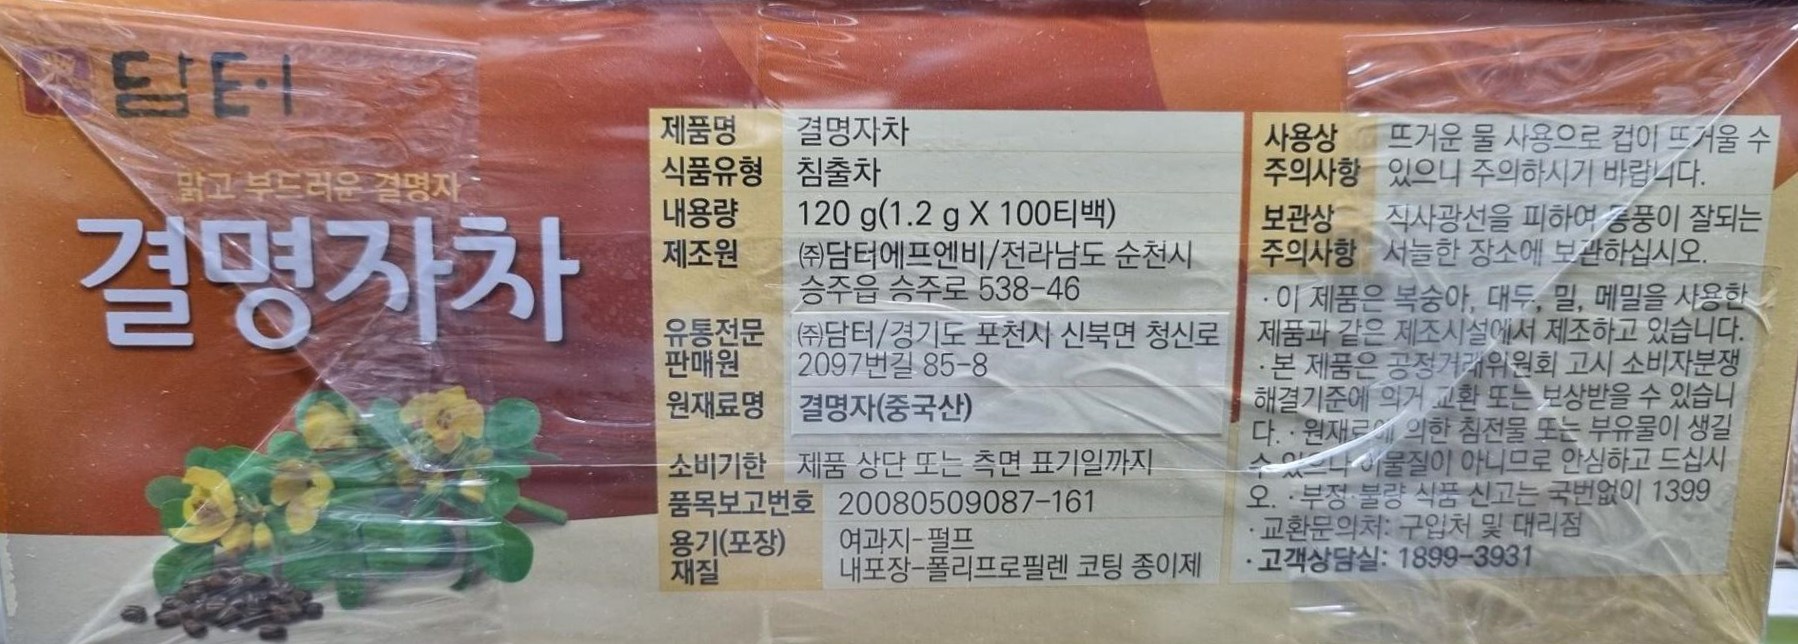 담터
맑고 부드러운 결명자
결명자차
제품명 결명자차
식품유형 침출차
내용량 120 g(1.2 g X 100티백)
제조원 ㈜담터에프엔비/전라남도 순천시
승주읍 승주로 538-46
유통전문 ㈜담터/경기도 포천시 신북면 청신로
판매원 2097번길 85-8
원재료명 결명자(중국산)
소비기한 제품 상단 또는 측면 표기일까지
품목보고번호 20080509087-161
용기(포장) 여과지-펄프
재질 내포장-폴리프로필렌 코팅 종이제
사용상 뜨거운 물 사용으로 컵이 뜨거울 수
주의사항 있으니 주의하시기 바랍니다.
보관상 직사광선을 피하여 통풍이 잘되는
주의사항 서늘한 장소에 보관하십시오.
·이 제품은 복숭아, 대두, 밀, 메밀을 사용한
제품과 같은 제조시설에서 제조하고 있습니다.
·본 제품은 공정거래위원회 고시 소비자분쟁
해결기준에 의거 교환 또는 보상받을 수 있습니
다. ·원재료에 의한 침전물 또는 부유물이 생길
수 있으나 이물질이 아니므로 안심하고 드십시
오. ·부정·불량 식품 신고는 국번없이 1399
·교환문의처: 구입처 및 대리점
·고객상담실: 1899-3931